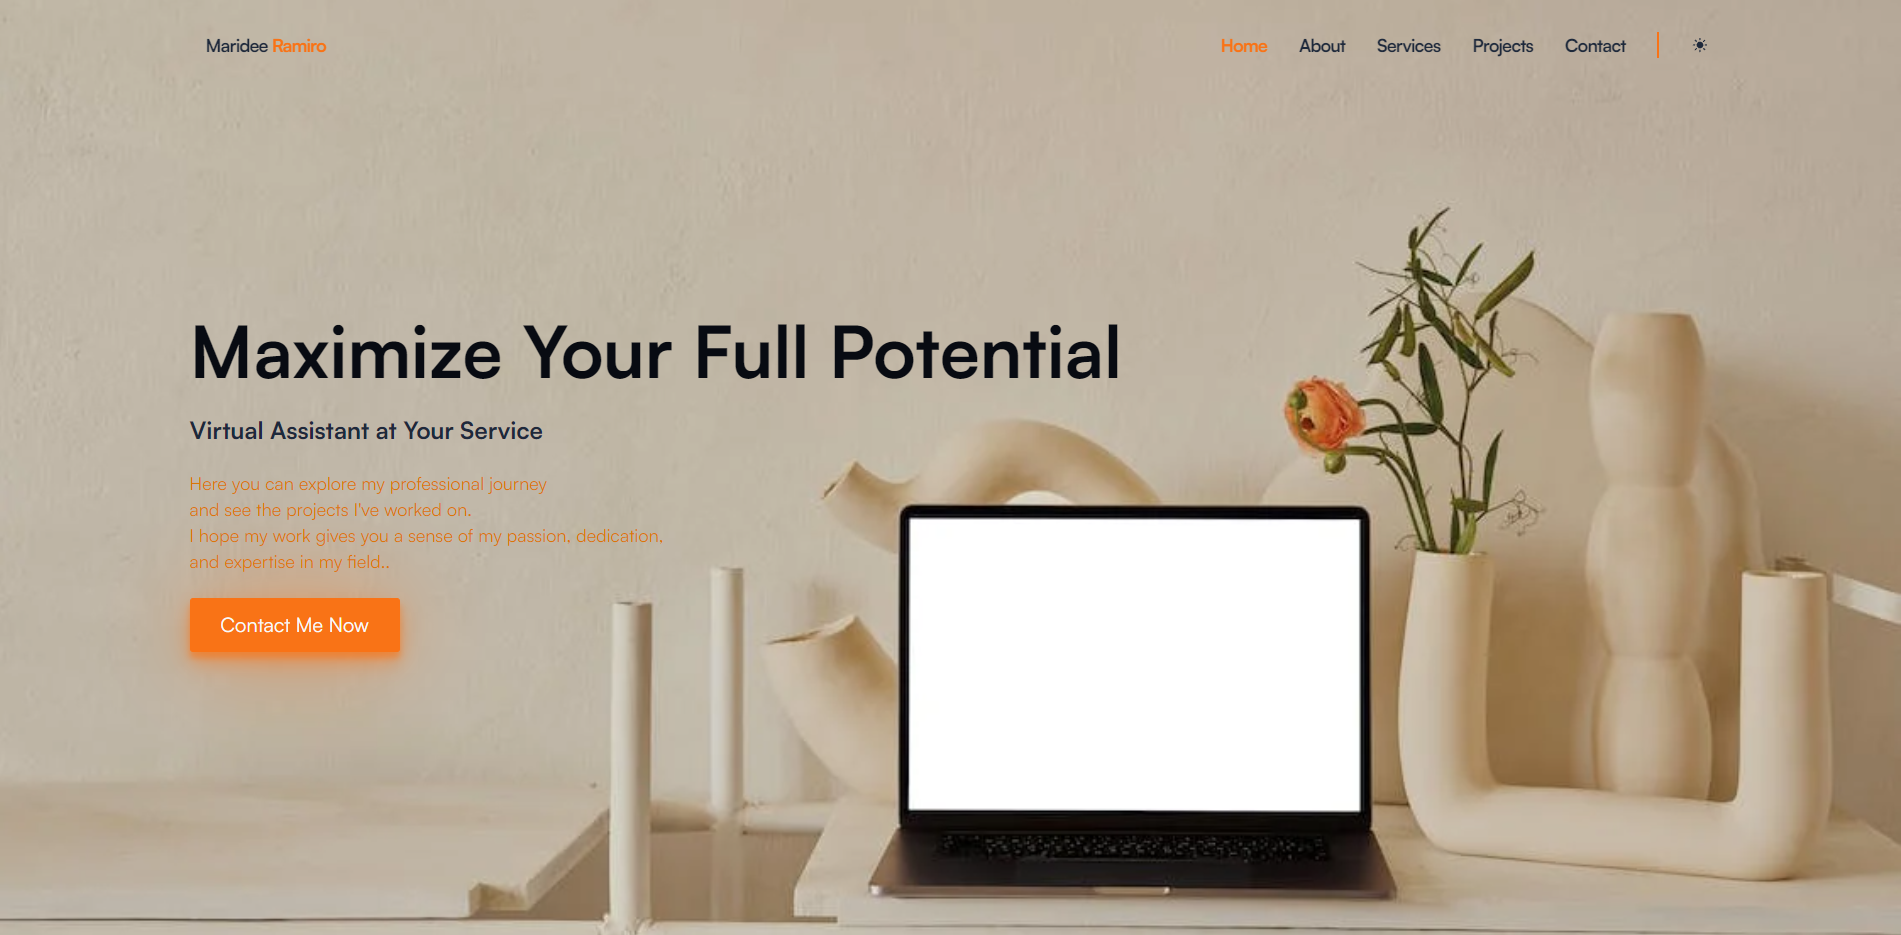 Maridee Ramiro
Home About Services Projects Contact
Maximize Your Full Potential
Virtual Assistant at Your Service
Here you can explore my professional journey
and see the projects I've worked on.
I hope my work gives you a sense of my passion, dedication,
and expertise in my field..
Contact Me Now